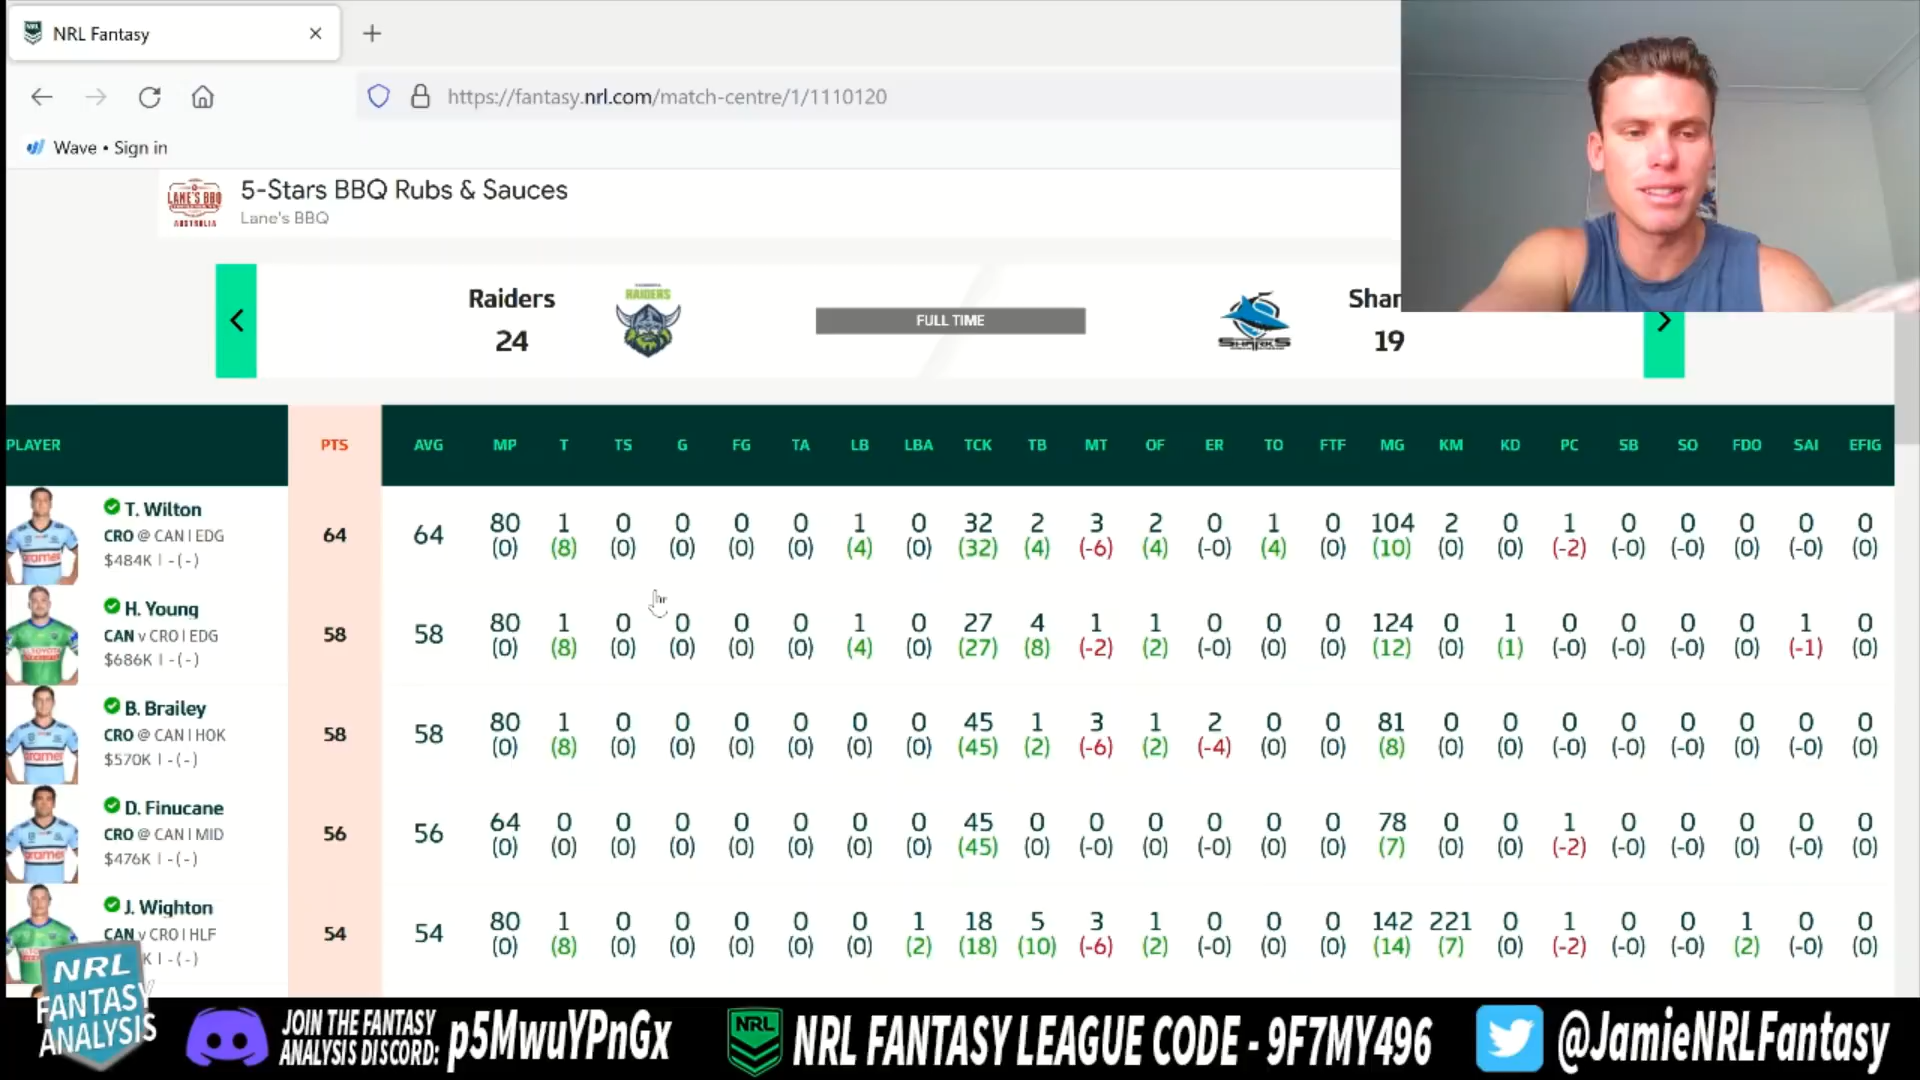 NRL Fantasy
https://fantasy.nrl.com/match-centre/1/1110120
Wave • Sign in
LANE'S BBQ
AUSTRALIA
5-Stars BBQ Rubs & Sauces
Lane's BBQ
Raiders
24
RAIDERS
FULL TIME
SHARKS
Shar
19
PLAYER PTS AVG MP T TS G FG TA LB LBA TCK TB MT OF ER TO FTF MG KM KD PC SB SO FDO SAI EFIG
T. Wilton
CRO @ CAN | EDG
$484K | -(-)
64 64 80 1 0 0 0 0 1 0 32 2 3 2 0 1 0 104 2 0 1 0 0 0 0 0
(0) (8) (0) (0) (0) (0) (4) (0) (32) (4) (-6) (4) (-0) (4) (0) (10) (0) (0) (-2) (-0) (-0) (0) (-0) (0)
H. Young
CAN v CRO | EDG
$686K | -(-)
58 58 80 1 0 0 0 0 1 0 27 4 1 1 0 0 0 124 0 1 0 0 0 0 1 0
(0) (8) (0) (0) (0) (0) (4) (0) (27) (8) (-2) (2) (-0) (0) (0) (12) (0) (1) (-0) (-0) (-0) (0) (-1) (0)
B. Brailey
CRO @ CAN | HOK
$570K | -(-)
58 58 80 1 0 0 0 0 0 0 45 1 3 1 2 0 0 81 0 0 0 0 0 0 0 0
(0) (8) (0) (0) (0) (0) (0) (0) (45) (2) (-6) (2) (-4) (0) (0) (8) (0) (0) (-0) (-0) (-0) (0) (-0) (0)
D. Finucane
CRO @ CAN | MID
$476K | -(-)
56 56 64 0 0 0 0 0 0 0 45 0 0 0 0 0 0 78 0 0 1 0 0 0 0 0
(0) (0) (0) (0) (0) (0) (0) (0) (45) (0) (-0) (0) (-0) (0) (0) (7) (0) (0) (-2) (-0) (-0) (0) (-0) (0)
J. Wighton
CAN v CRO | HLF
K | -(-)
54 54 80 1 0 0 0 0 0 1 18 5 3 1 0 0 0 142 221 0 1 0 0 1 0 0
(0) (8) (0) (0) (0) (0) (0) (2) (18) (10) (-6) (2) (-0) (0) (0) (14) (7) (0) (-2) (-0) (-0) (2) (-0) (0)
NRL
FANTASY
ANALYSIS
JOIN THE FANTASY
ANALYSIS DISCORD: p5MwuYPnGx
NRL
NRL FANTASY LEAGUE CODE - 9F7MY496
@JamieNRLFantasy